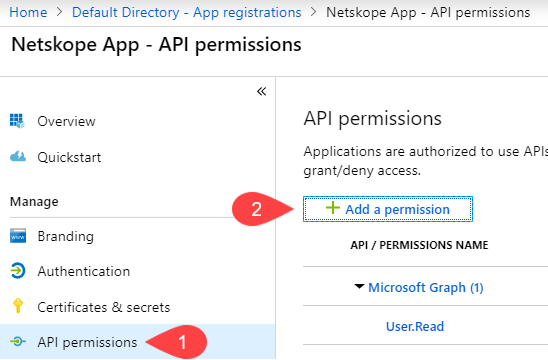 Home > Default Directory - App registrations > Netskope App - API permissions
Netskope App - API permissions
«
Overview
Quickstart
Manage
Branding
Authentication
Certificates & secrets
API permissions
1
API permissions
Applications are authorized to use APIs
grant/deny access.
2
+ Add a permission
API / PERMISSIONS NAME
Microsoft Graph (1)
User.Read